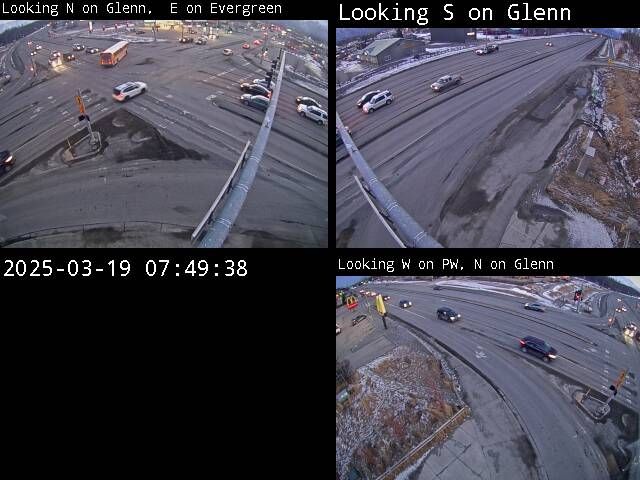 Looking N on Glenn,  E on Evergreen
Looking S on Glenn
2025-03-19 07:49:38
Looking W on PW, N on Glenn